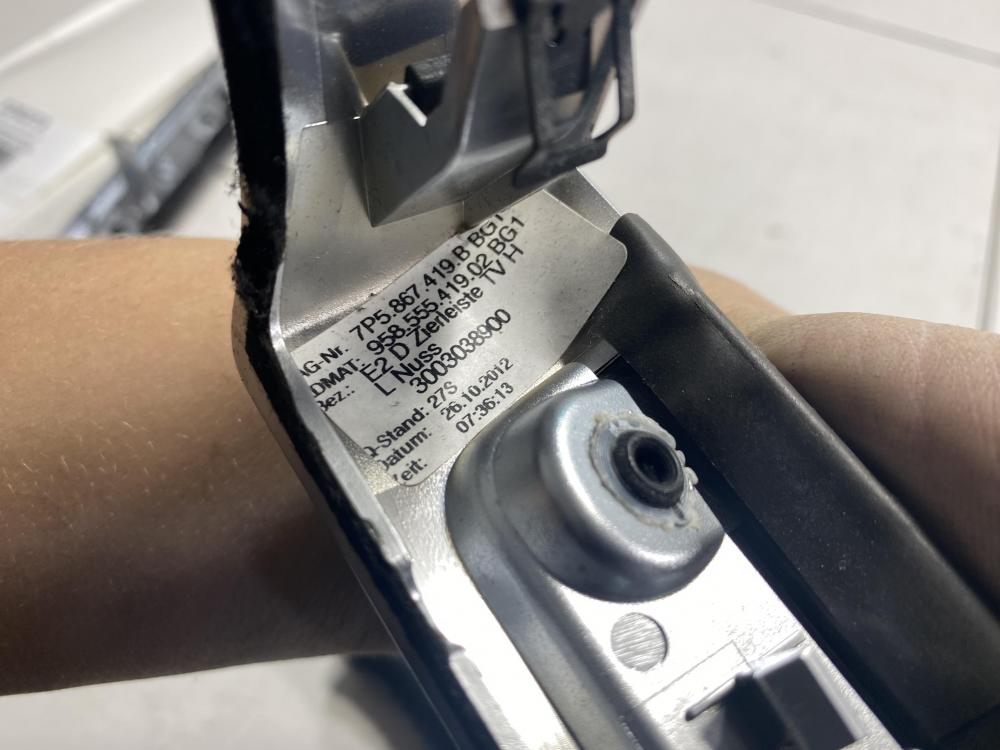 AG-Nr. 7P5.867.419.B BG1
DMAT: 958.555.419.02 BG1
Bez.: E2 D Zierleiste TV H
L Nuss
3003038900
Q-Stand: 27S
Datum: 26.10.2012
Zeit: 07:36:13